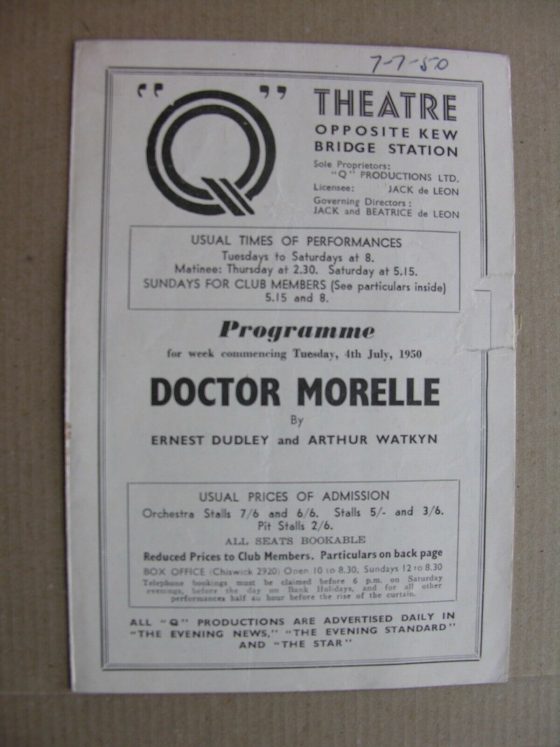 7-7-50
"Q"
THEATRE
OPPOSITE KEW
BRIDGE STATION
Sole Proprietors:
"Q" PRODUCTIONS LTD.
Licensee: JACK de LEON
Governing Directors:
JACK and BEATRICE de LEON
USUAL TIMES OF PERFORMANCES
Tuesdays to Saturdays at 8.
Matinee: Thursday at 2.30. Saturday at 5.15.
SUNDAYS FOR CLUB MEMBERS (See particulars inside)
5.15 and 8.
Programme
for week commencing Tuesday, 4th July, 1950
DOCTOR MORELLE
By
ERNEST DUDLEY and ARTHUR WATKYN
USUAL PRICES OF ADMISSION
Orchestra Stalls 7/6 and 6/6. Stalls 5/- and 3/6.
Pit Stalls 2/6.
ALL SEATS BOOKABLE
Reduced Prices to Club Members. Particulars on back page
BOX OFFICE (Chiswick 2920) Open 10 to 8.30, Sundays 12 to 8.30
Telephone bookings must be claimed before 6 p.m. on Saturday
evenings, before the day on Bank Holidays, and for all other
performances half an hour before the rise of the curtain.
ALL "Q" PRODUCTIONS ARE ADVERTISED DAILY IN
"THE EVENING NEWS," "THE EVENING STANDARD"
AND "THE STAR"